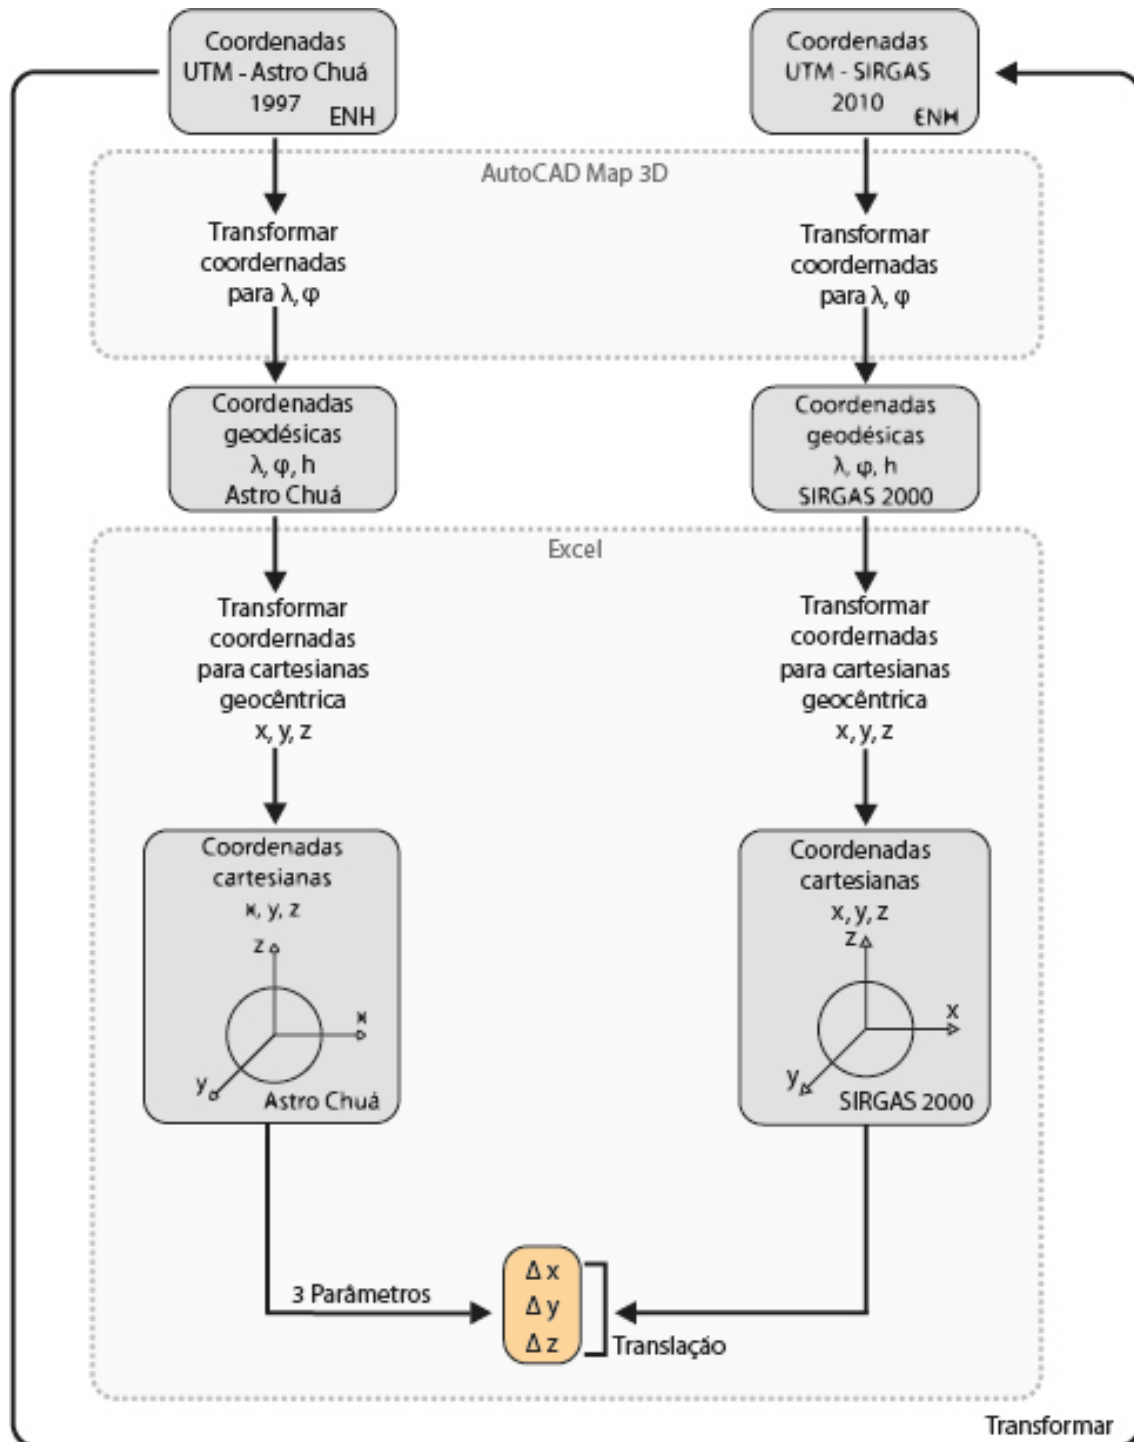 Coordenadas
UTM - Astro Chuá
1997
ENH
Coordenadas
UTM - SIRGAS
2010
ENH
AutoCAD Map 3D
Transformar
coordernadas
para λ, φ
Transformar
coordernadas
para λ, φ
Coordenadas
geodésicas
λ, φ, h
Astro Chuá
Coordenadas
geodésicas
λ, φ, h
SIRGAS 2000
Excel
Transformar
coordernadas
para cartesianas
geocêntrica
x, y, z
Transformar
coordernadas
para cartesianas
geocêntrica
x, y, z
Coordenadas
cartesianas
x, y, z
z
x
y
Astro Chuá
Coordenadas
cartesianas
x, y, z
z
x
y
SIRGAS 2000
3 Parâmetros
Δ x
Δ y
Δ z
Translação
Transformar